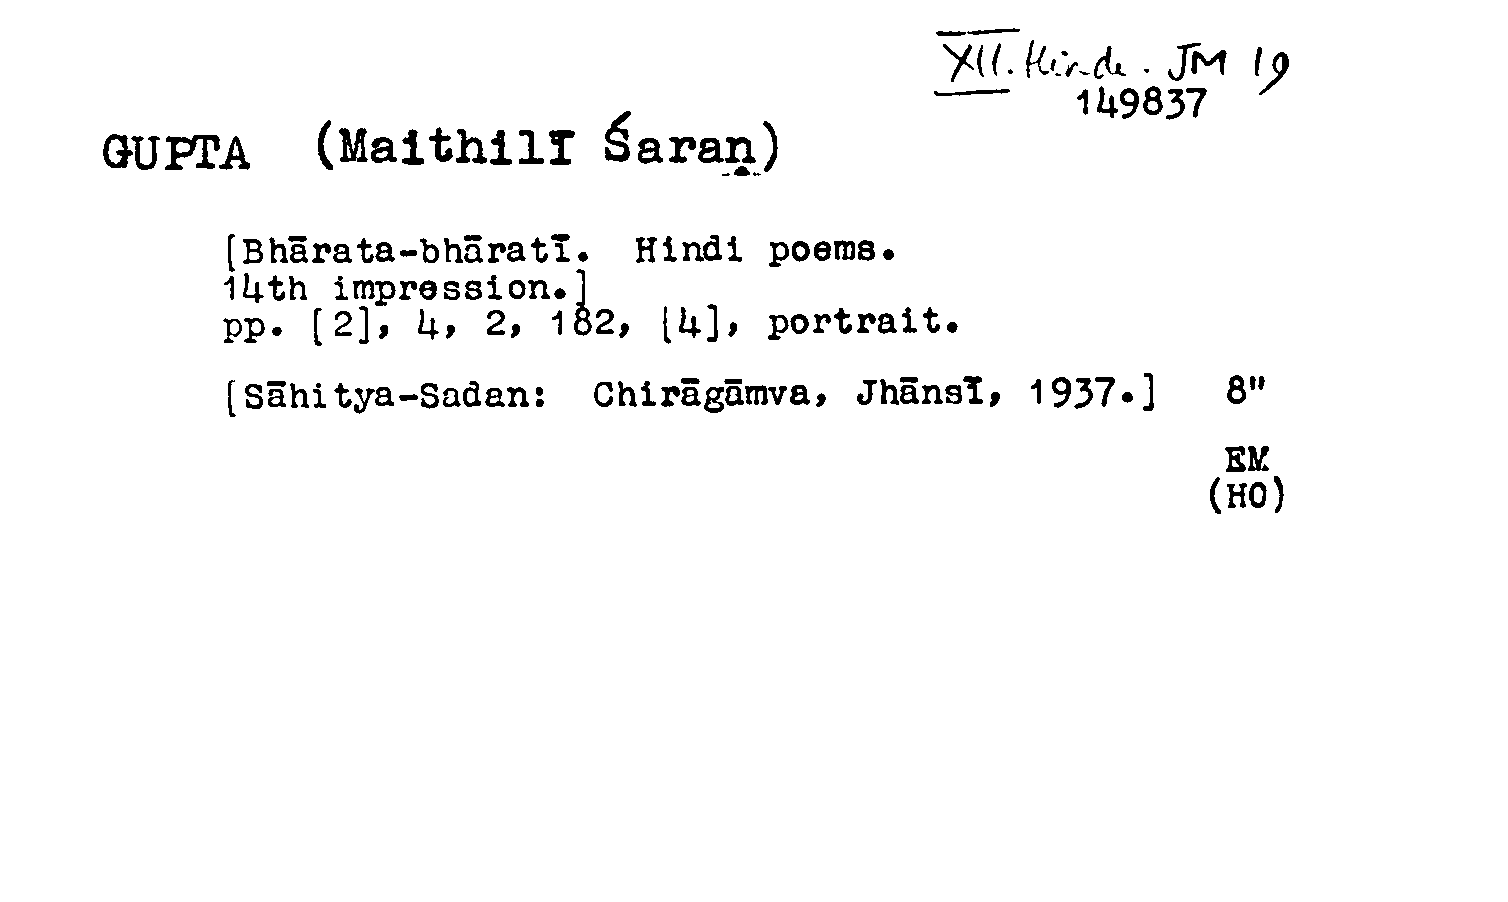 XII. Hindi. JM 19
149837
GUPTA (Maithilī Śaraṇ)
[Bhārata-bhāratī. Hindi poems.
14th impression.]
pp. [2], 4, 2, 182, [4], portrait.
[Sāhitya-Sadan: Chirāgāmva, Jhānsī, 1937.] 8"
EM
(HO)